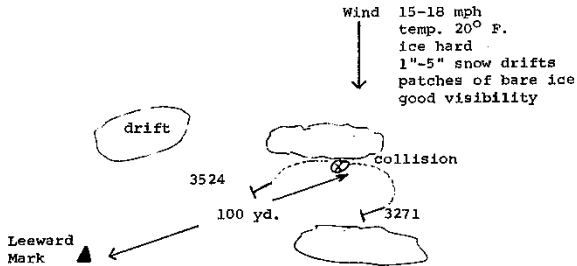 Wind 15-18 mph
temp. 20° F.
ice hard
1"-5" snow drifts
patches of bare ice
good visibility
drift
collision
3524
100 yd.
3271
Leeward
Mark